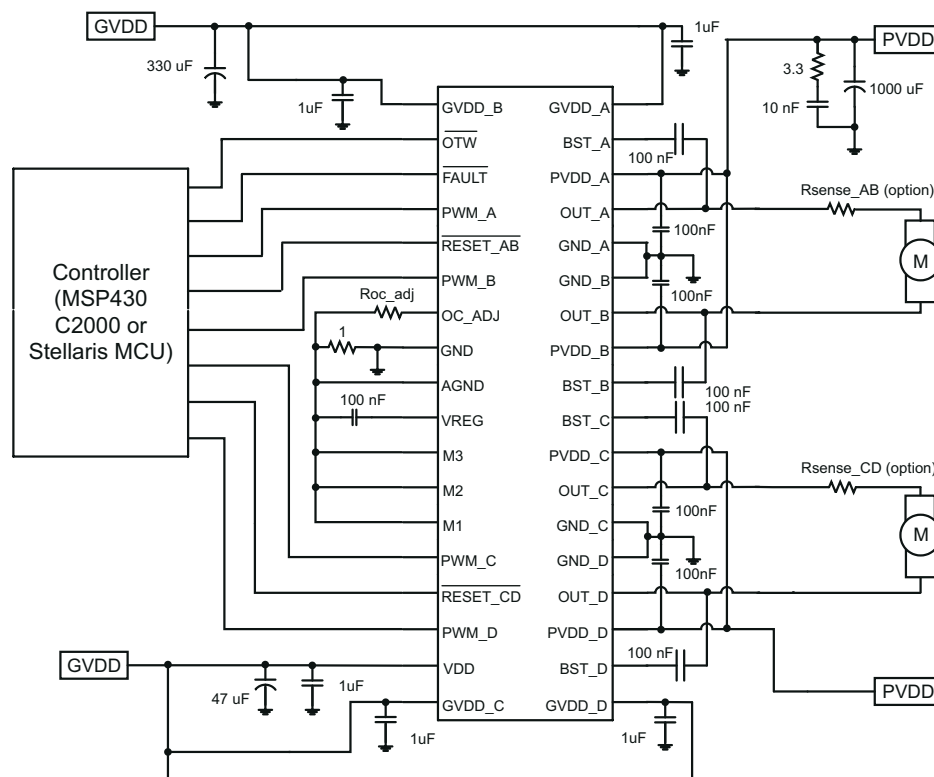 GVDD
330 uF
1uF
1uF
PVDD
3.3
10 nF
1000 uF
GVDD_B
GVDD_A
OTW
BST_A
100 nF
FAULT
PVDD_A
PWM_A
OUT_A
Rsense_AB (option)
100nF
RESET_AB
GND_A
M
PWM_B
GND_B
100nF
Controller
(MSP430
C2000 or
Stellaris MCU)
Roc_adj
OC_ADJ
OUT_B
1
GND
PVDD_B
AGND
BST_B
100 nF
100 nF
100 nF
VREG
BST_C
M3
PVDD_C
Rsense_CD (option)
M2
OUT_C
100nF
M1
GND_C
M
PWM_C
GND_D
100nF
RESET_CD
OUT_D
PWM_D
PVDD_D
100 nF
GVDD
VDD
BST_D
47 uF
1uF
PVDD
GVDD_C
GVDD_D
1uF
1uF